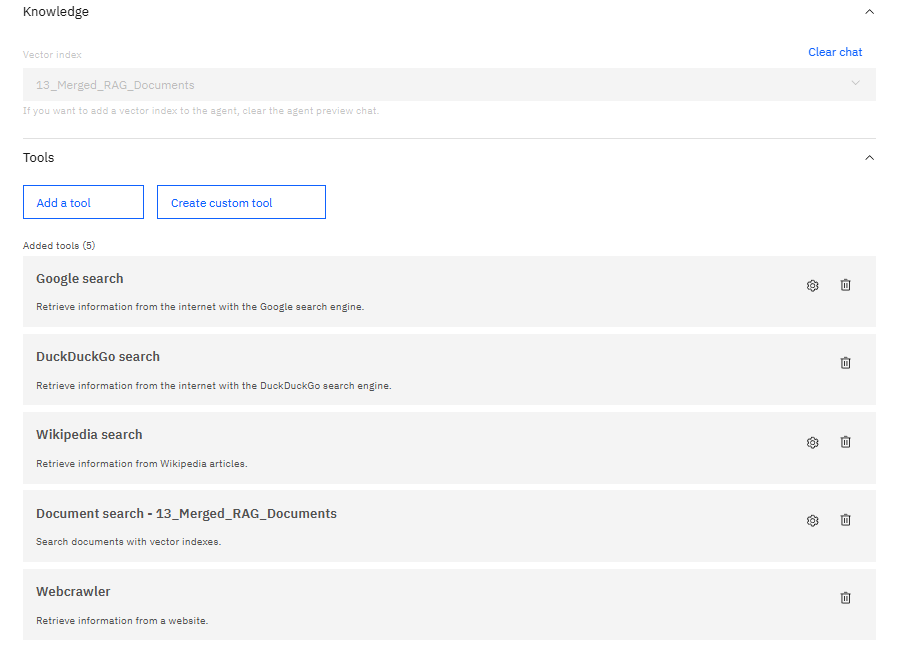 Knowledge
Vector index
Clear chat
13_Merged_RAG_Documents
If you want to add a vector index to the agent, clear the agent preview chat.
Tools
Add a tool
Create custom tool
Added tools (5)
Google search
Retrieve information from the internet with the Google search engine.
DuckDuckGo search
Retrieve information from the internet with the DuckDuckGo search engine.
Wikipedia search
Retrieve information from Wikipedia articles.
Document search - 13_Merged_RAG_Documents
Search documents with vector indexes.
Webcrawler
Retrieve information from a website.